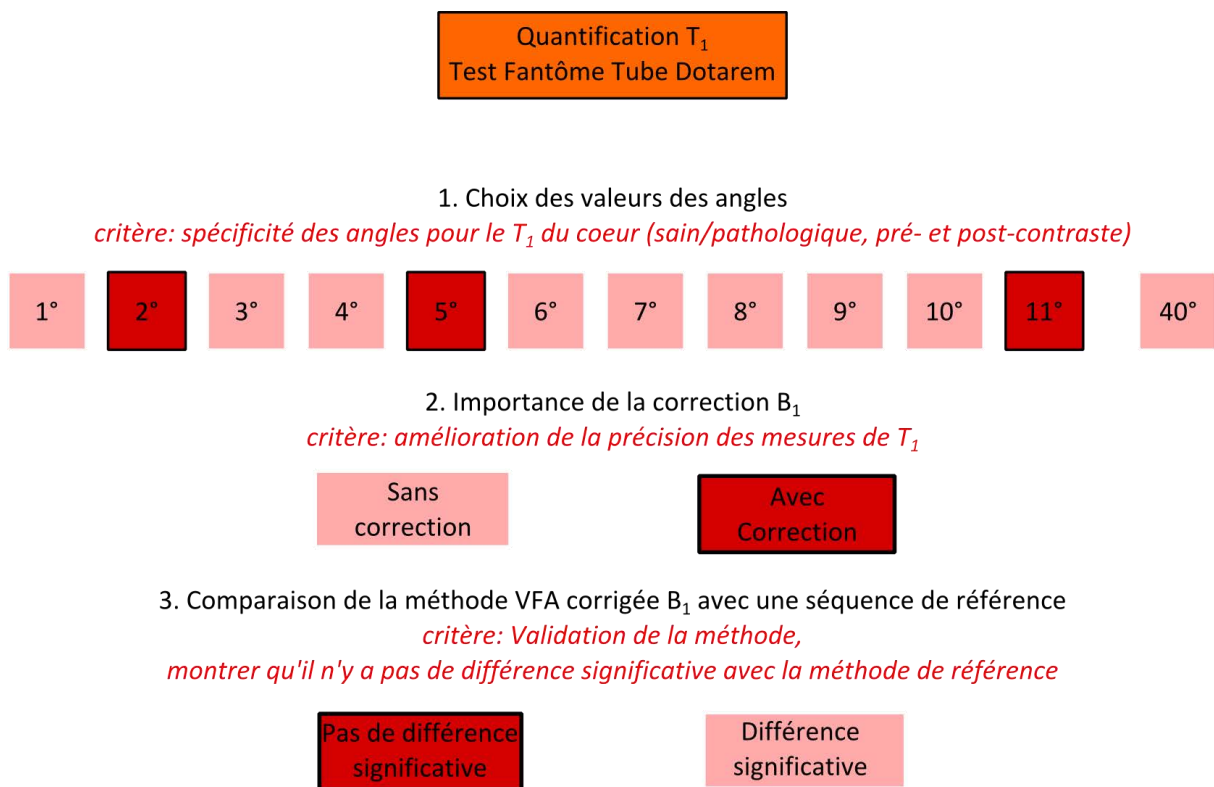 Quantification T₁
Test Fantôme Tube Dotarem
1. Choix des valeurs des angles
critère: spécificité des angles pour le T₁ du coeur (sain/pathologique, pré- et post-contraste)
1° 2° 3° 4° 5° 6° 7° 8° 9° 10° 11° 40°
2. Importance de la correction B₁
critère: amélioration de la précision des mesures de T₁
Sans
correction
Avec
Correction
3. Comparaison de la méthode VFA corrigée B₁ avec une séquence de référence
critère: Validation de la méthode,
montrer qu'il n'y a pas de différence significative avec la méthode de référence
Pas de différence
significative
Différence
significative